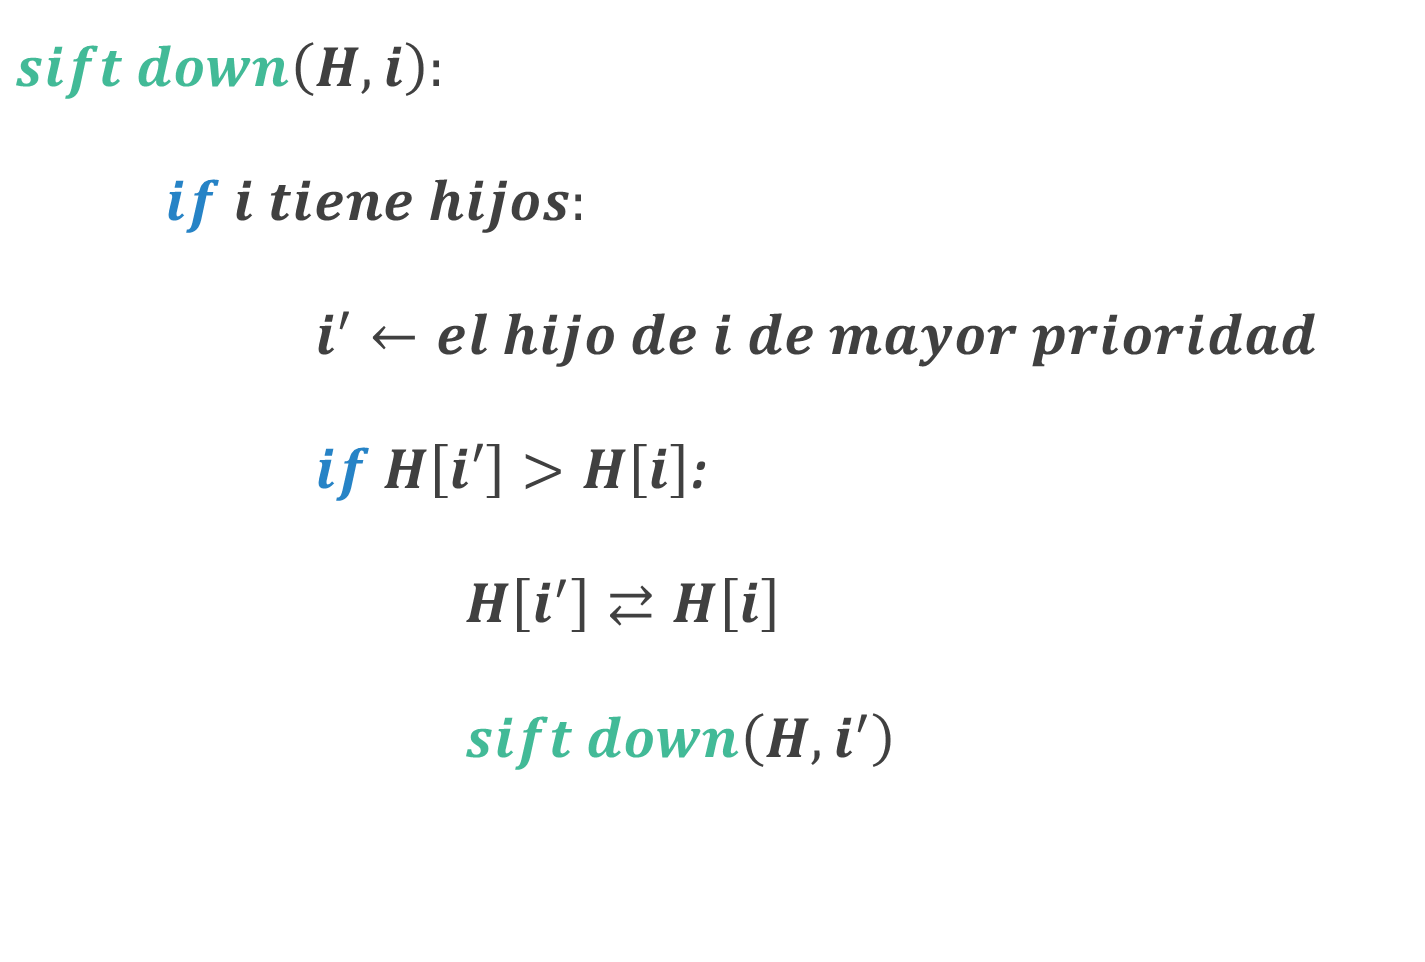 sift down(H, i):
if i tiene hijos:
i′ ← el hijo de i de mayor prioridad
if H[i′] > H[i]:
H[i′] ⇄ H[i]
sift down(H, i′)